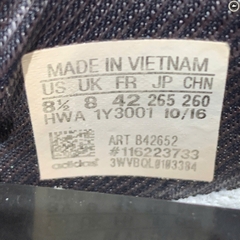 MADE IN VIETNAM
US UK FR JP CHN
8½ 8 42 265 260
HWA 1Y3001 10/16
ART B42652
#116223733
adidas